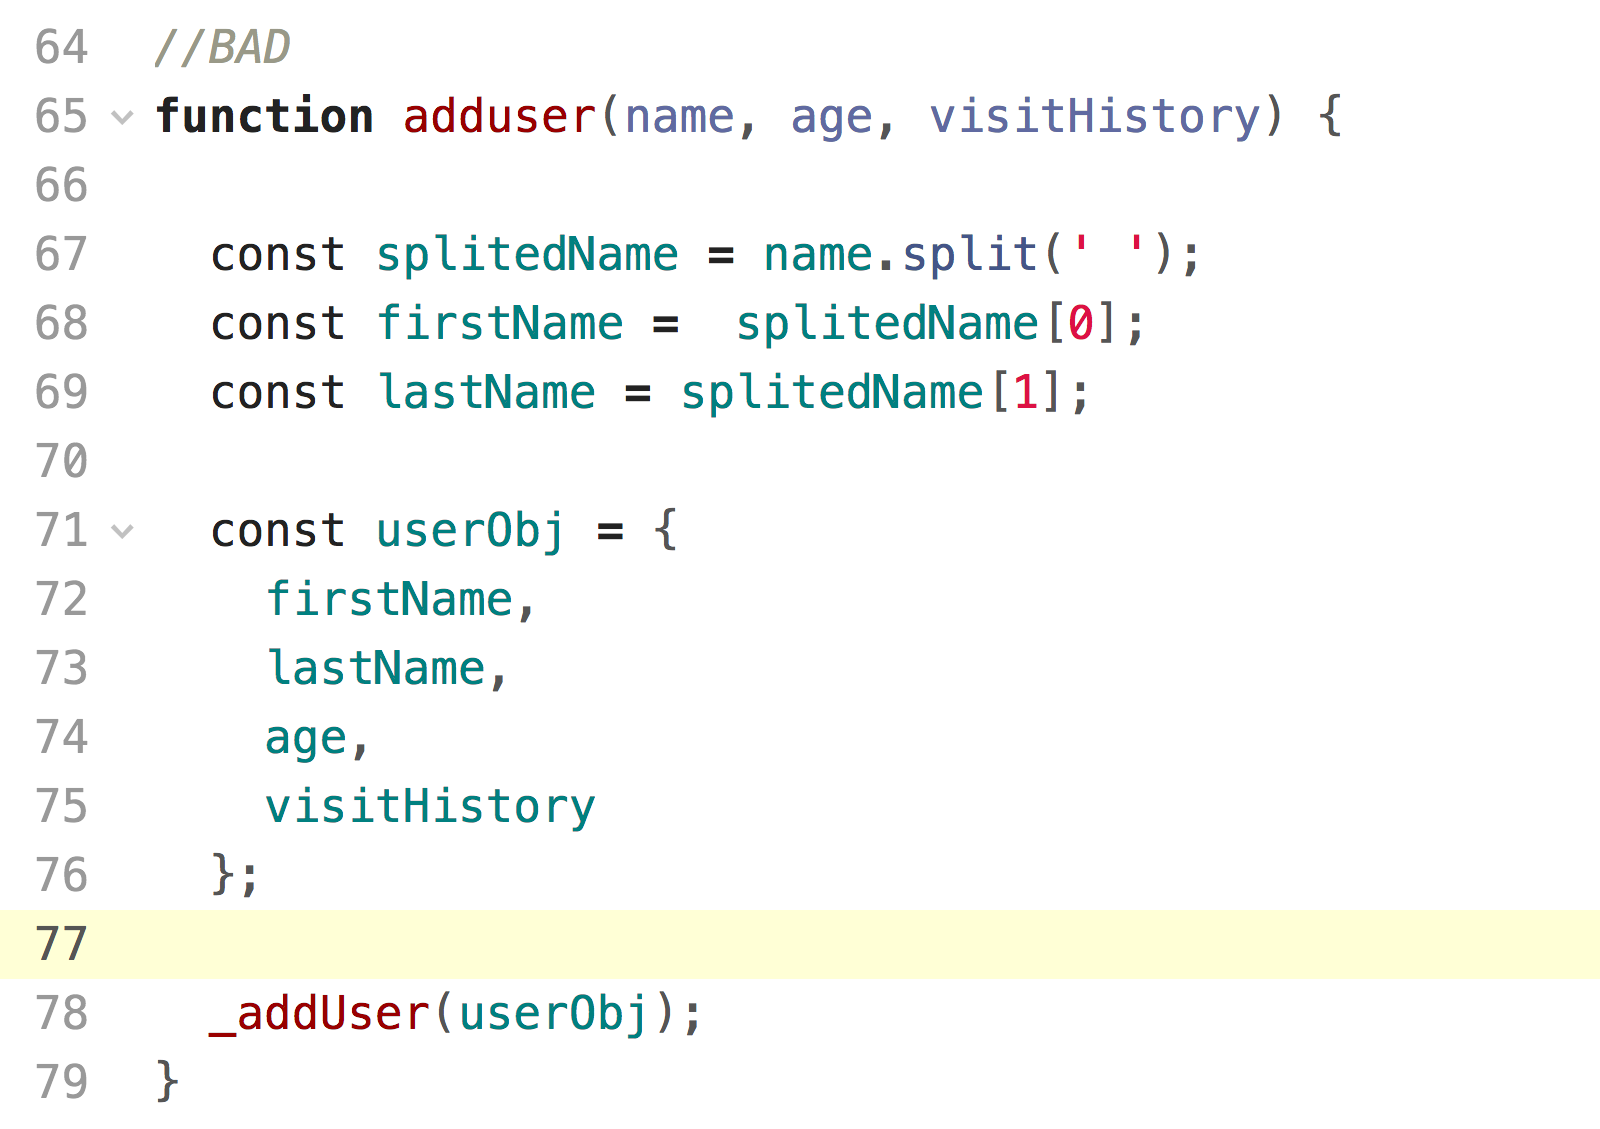 64 //BAD
65 function adduser(name, age, visitHistory) {
66
67 const splitedName = name.split(' ');
68 const firstName =  splitedName[0];
69 const lastName = splitedName[1];
70
71 const userObj = {
72 firstName,
73 lastName,
74 age,
75 visitHistory
76 };
77
78 _addUser(userObj);
79 }